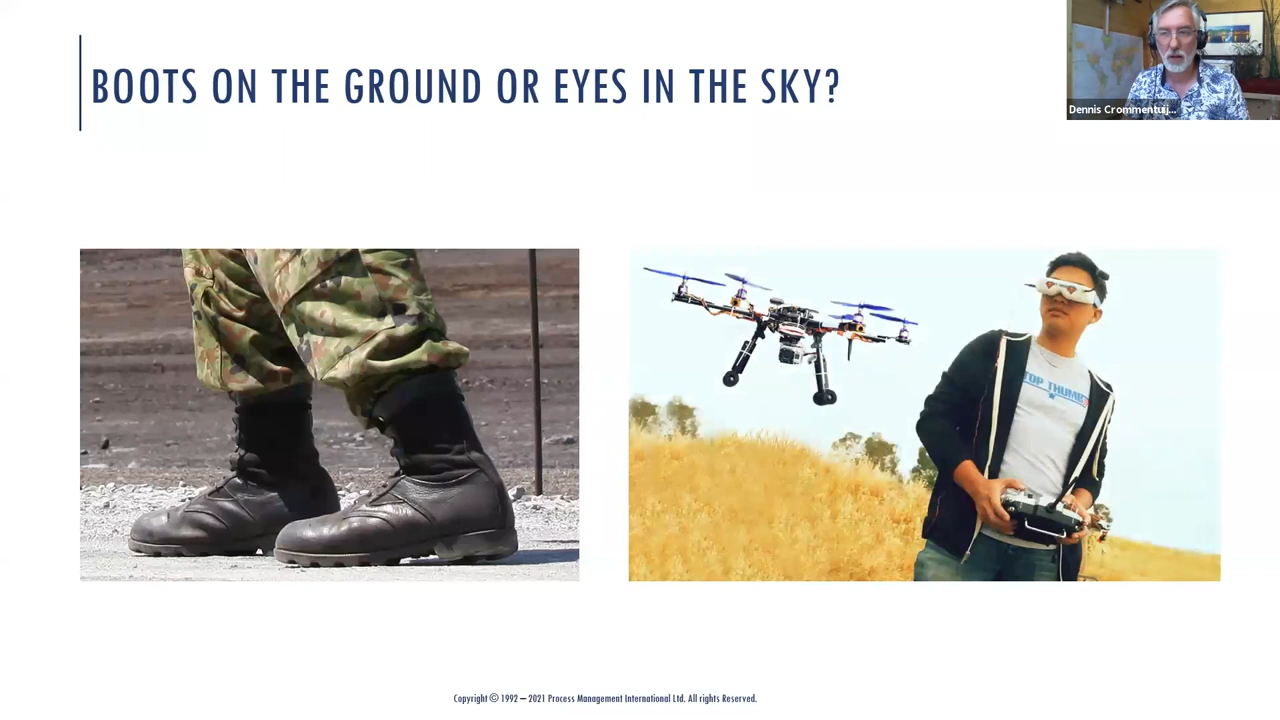 BOOTS ON THE GROUND OR EYES IN THE SKY?
Dennis Crommentuij...
TOP THUMBS
Copyright © 1992 – 2021 Process Management International Ltd. All rights Reserved.